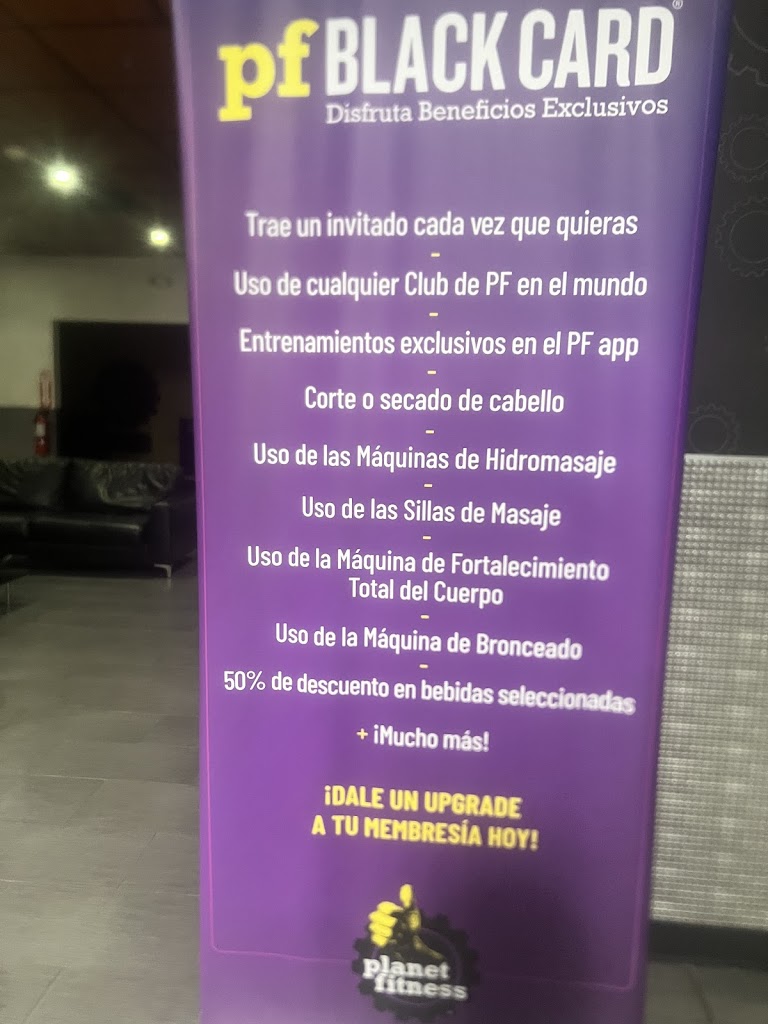 pf BLACK CARD®
Disfruta Beneficios Exclusivos
Trae un invitado cada vez que quieras
-
Uso de cualquier Club de PF en el mundo
-
Entrenamientos exclusivos en el PF app
-
Corte o secado de cabello
-
Uso de las Máquinas de Hidromasaje
-
Uso de las Sillas de Masaje
-
Uso de la Máquina de Fortalecimiento
Total del Cuerpo
-
Uso de la Máquina de Bronceado
-
50% de descuento en bebidas seleccionadas
+ ¡Mucho más!
¡DALE UN UPGRADE
A TU MEMBRESÍA HOY!
planet
fitness